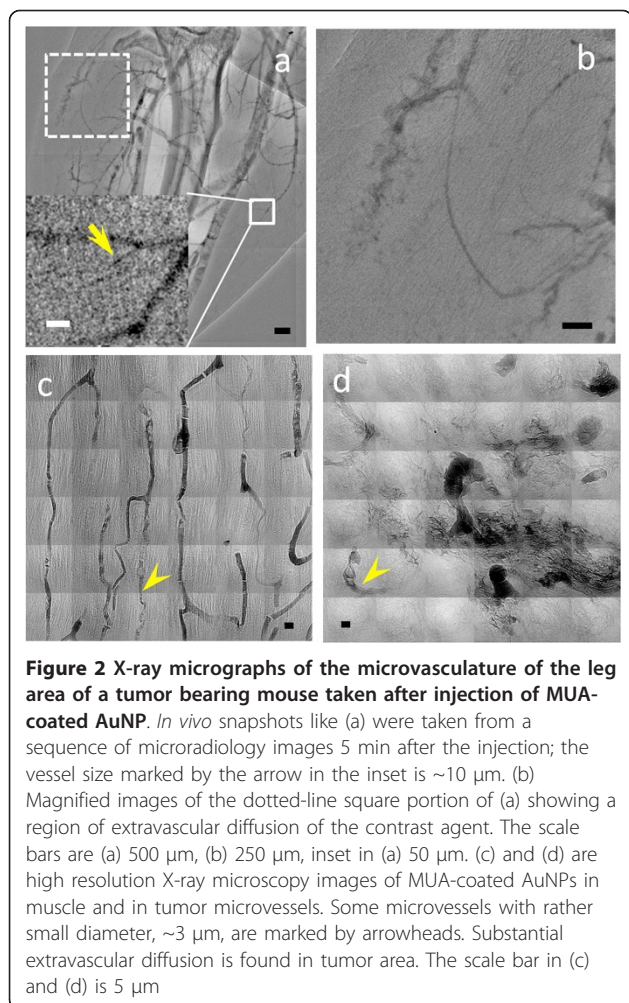 a
b
c
d
Figure 2 X-ray micrographs of the microvasculature of the leg
area of a tumor bearing mouse taken after injection of MUA-
coated AuNP. In vivo snapshots like (a) were taken from a
sequence of microradiology images 5 min after the injection; the
vessel size marked by the arrow in the inset is ~10 μm. (b)
Magnified images of the dotted-line square portion of (a) showing a
region of extravascular diffusion of the contrast agent. The scale
bars are (a) 500 μm, (b) 250 μm, inset in (a) 50 μm. (c) and (d) are
high resolution X-ray microscopy images of MUA-coated AuNPs in
muscle and in tumor microvessels. Some microvessels with rather
small diameter, ~3 μm, are marked by arrowheads. Substantial
extravascular diffusion is found in tumor area. The scale bar in (c)
and (d) is 5 μm